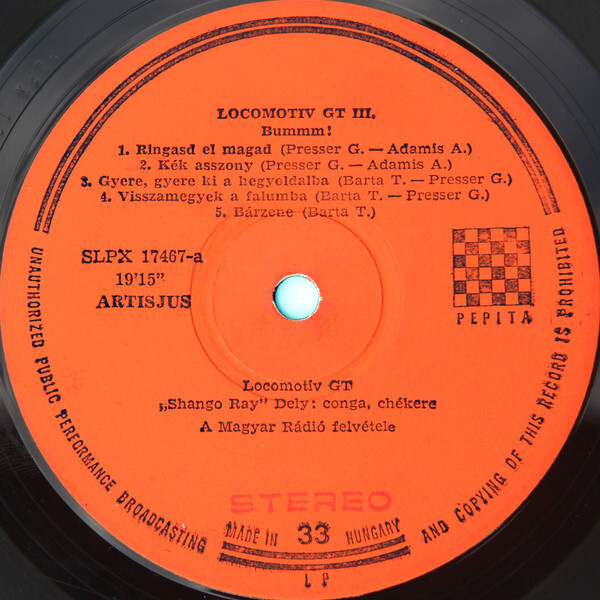 LOCOMOTIV GT III.
Bummm!
1. Ringasd el magad (Presser G. — Adamis A.)
2. Kék asszony (Presser G. — Adamis A.)
3. Gyere, gyere ki a hegyoldalba (Barta T. — Presser G.)
4. Visszamegyek a falumba (Barta T. — Presser G.)
5. Bárzene (Barta T.)
SLPX 17467-a
19'15"
ARTISJUS
PEPITA
Locomotiv GT
„Shango Ray" Dely: conga, chékere
A Magyar Rádió felvétele
STEREO
MADE IN 33 HUNGARY
LP
UNAUTHORIZED PUBLIC PERFORMANCE BROADCASTING AND COPYING OF THIS RECORD IS PROHIBITED